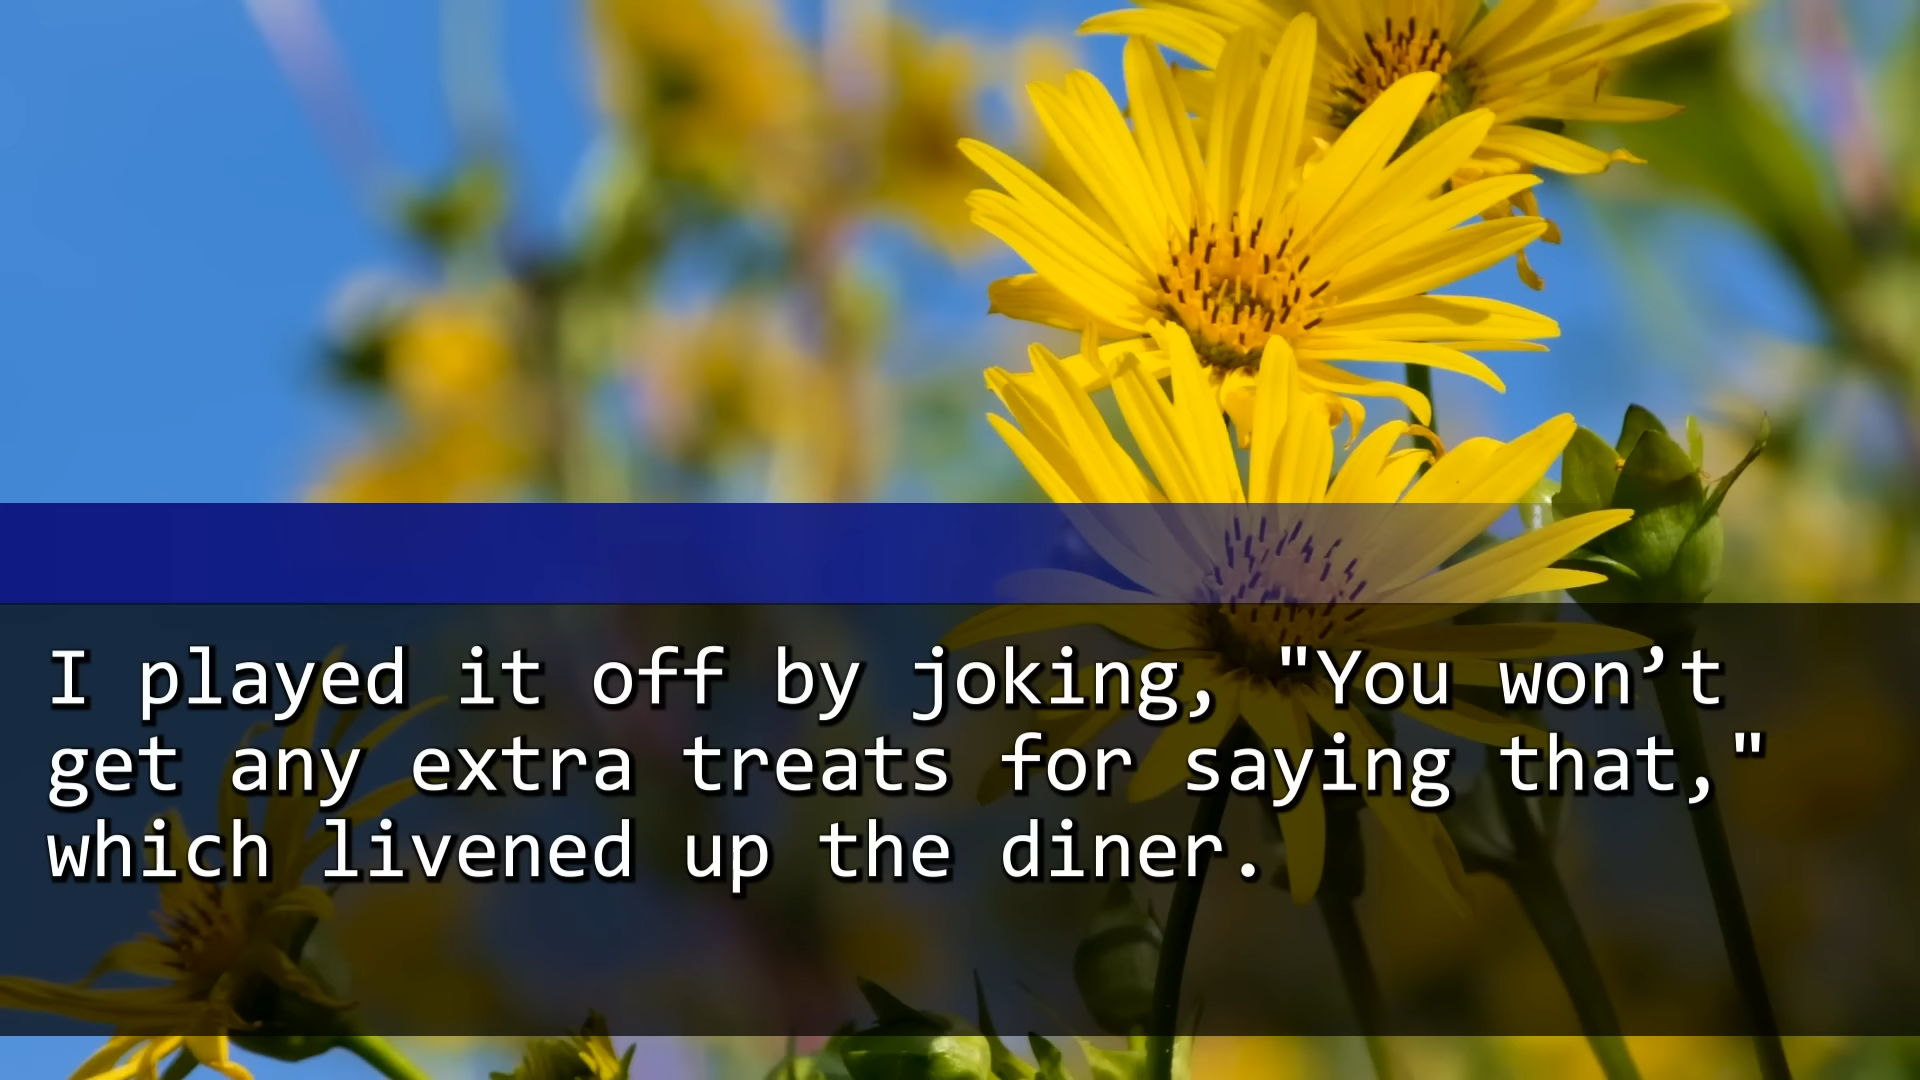 I played it off by joking, "You won’t
get any extra treats for saying that,"
which livened up the diner.